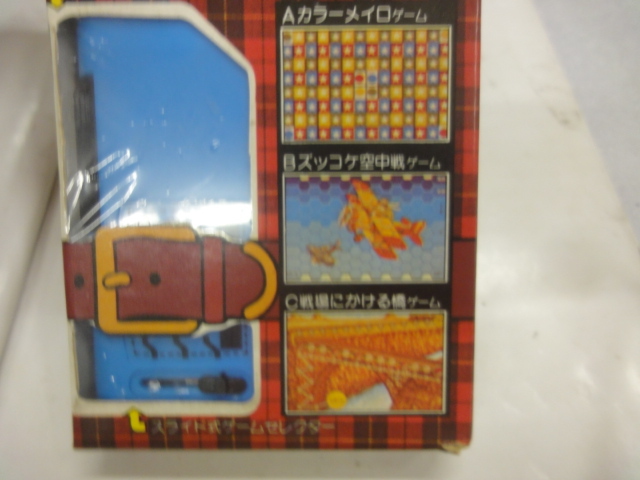 Aカラーメイロゲーム
Bズッコケ空中戦ゲーム
C戦場にかける橋ゲーム
スライド式ゲームセレクター